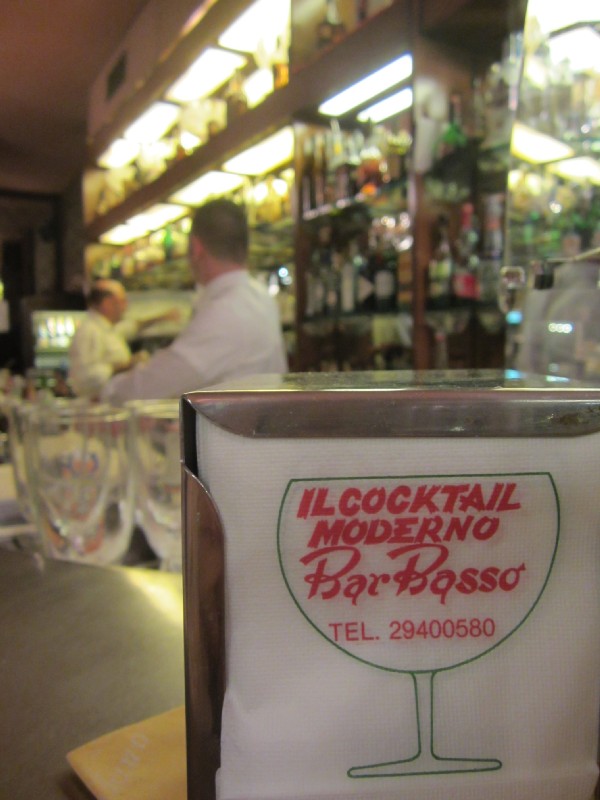 IL COCKTAIL
MODERNO
Bar Basso
TEL. 29400580